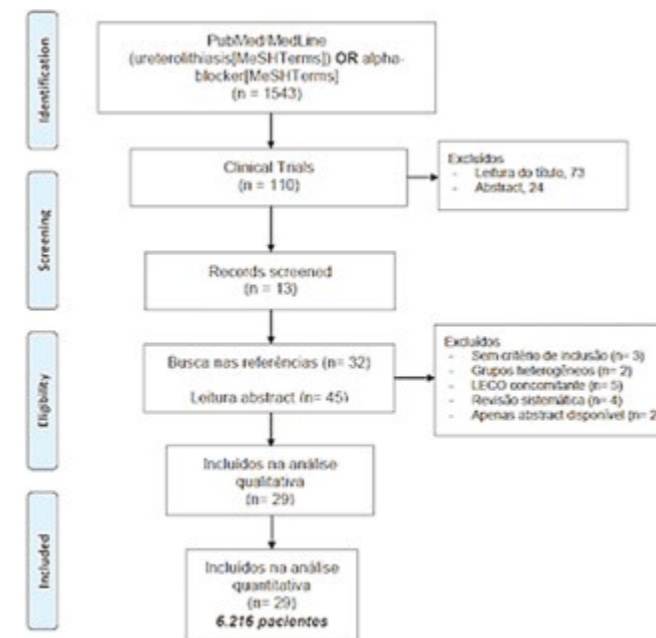 Identification
PubMed/MedLine
(ureterolithiasis[MeSHTerms]) OR alpha-
blocker[MeSHTerms]
(n = 1543)
Screening
Clinical Trials
(n = 110)
Excluídos
- Leitura do título, 73
- Abstract, 24
Records screened
(n = 13)
Eligibility
Busca nas referências (n= 32)
Leitura abstract (n= 45)
Excluídos
- Sem critério de inclusão (n= 3)
- Grupos heterogêneos (n= 2)
- LECO concomitante (n= 5)
- Revisão sistemática (n= 4)
- Apenas abstract disponível (n= 2
Incluídos na análise
qualitativa
(n= 29)
Included
Incluídos na análise
quantitativa
(n= 29)
6.216 pacientes